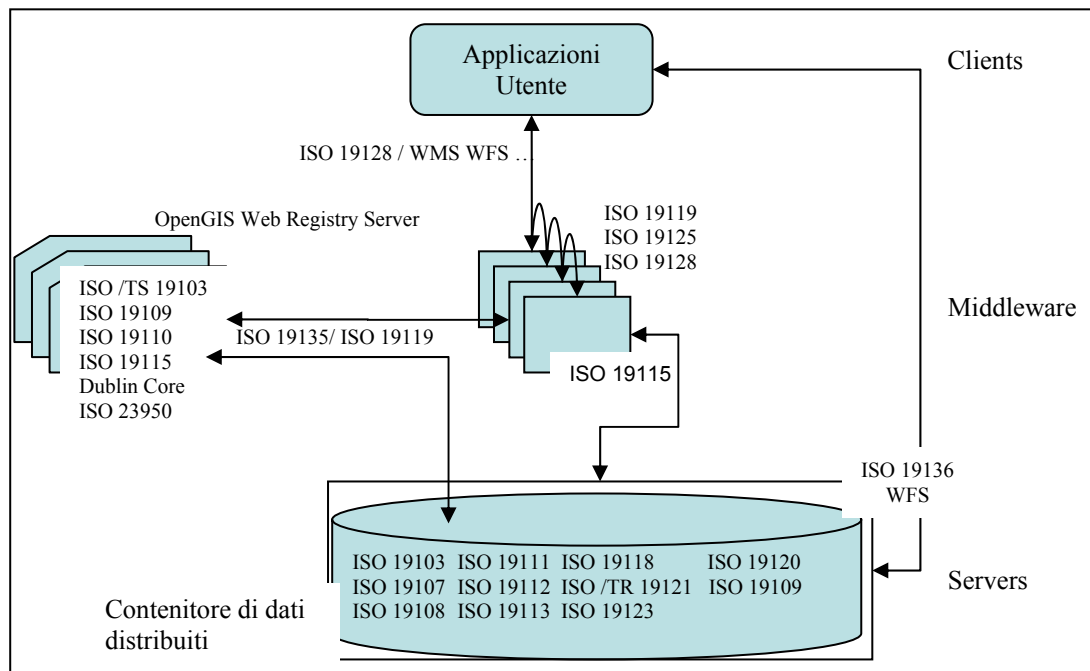 Applicazioni
Utente
Clients
ISO 19128 / WMS WFS …
OpenGIS Web Registry Server
ISO 19119
ISO 19125
ISO 19128
ISO /TS 19103
ISO 19109
ISO 19110
ISO 19115
Dublin Core
ISO 23950
ISO 19135/ ISO 19119
Middleware
ISO 19115
ISO 19136
WFS
ISO 19103 ISO 19111 ISO 19118 ISO 19120
ISO 19107 ISO 19112 ISO /TR 19121 ISO 19109
ISO 19108 ISO 19113 ISO 19123
Servers
Contenitore di dati
distribuiti